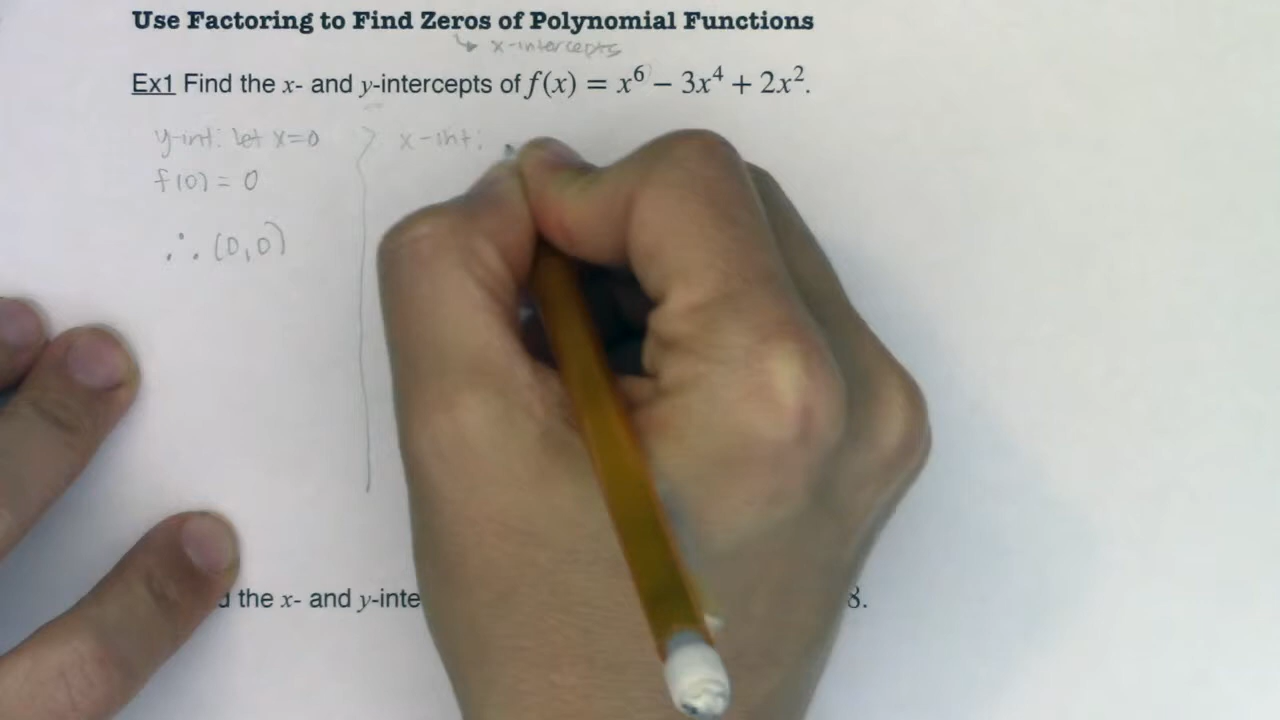 Use Factoring to Find Zeros of Polynomial Functions
↳ x-intercepts
Ex1 Find the x- and y-intercepts of f(x) = x⁶ − 3x⁴ + 2x².
y-int: let x=0
f(0) = 0
∴ (0,0)
x-int:
the x- and y-inte 8.